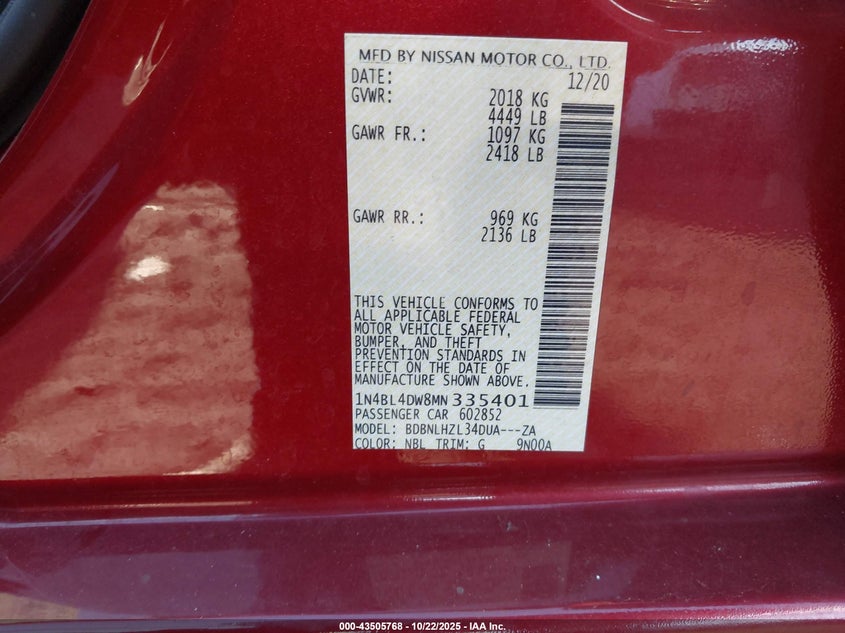 MFD BY NISSAN MOTOR CO., LTD.
DATE: 12/20
GVWR: 2018 KG
4449 LB
GAWR FR.: 1097 KG
2418 LB
GAWR RR.: 969 KG
2136 LB
THIS VEHICLE CONFORMS TO
ALL APPLICABLE FEDERAL
MOTOR VEHICLE SAFETY,
BUMPER, AND THEFT
PREVENTION STANDARDS IN
EFFECT ON THE DATE OF
MANUFACTURE SHOWN ABOVE.
1N4BL4DW8MN 335401
PASSENGER CAR 602852
MODEL: BDBNLHZL34DUA---ZA
COLOR: NBL TRIM: G 9N00A
000-43505768 - 10/22/2025 - IAA Inc.